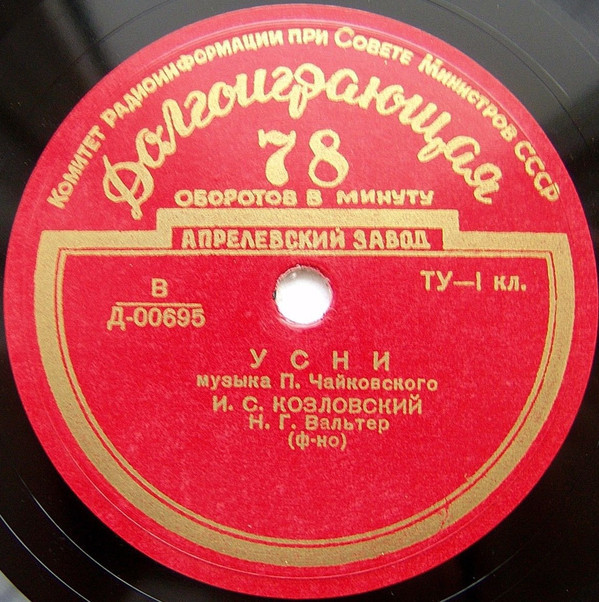 Комитет Радиоинформации при Совете Министров СССР
Долгоиграющая
78
ОБОРОТОВ В МИНУТУ
АПРЕЛЕВСКИЙ ЗАВОД
В
Д-00695
ТУ—I кл.
УСНИ
музыка П. Чайковского
И. С. КОЗЛОВСКИЙ
Н. Г. Вальтер
(ф-но)